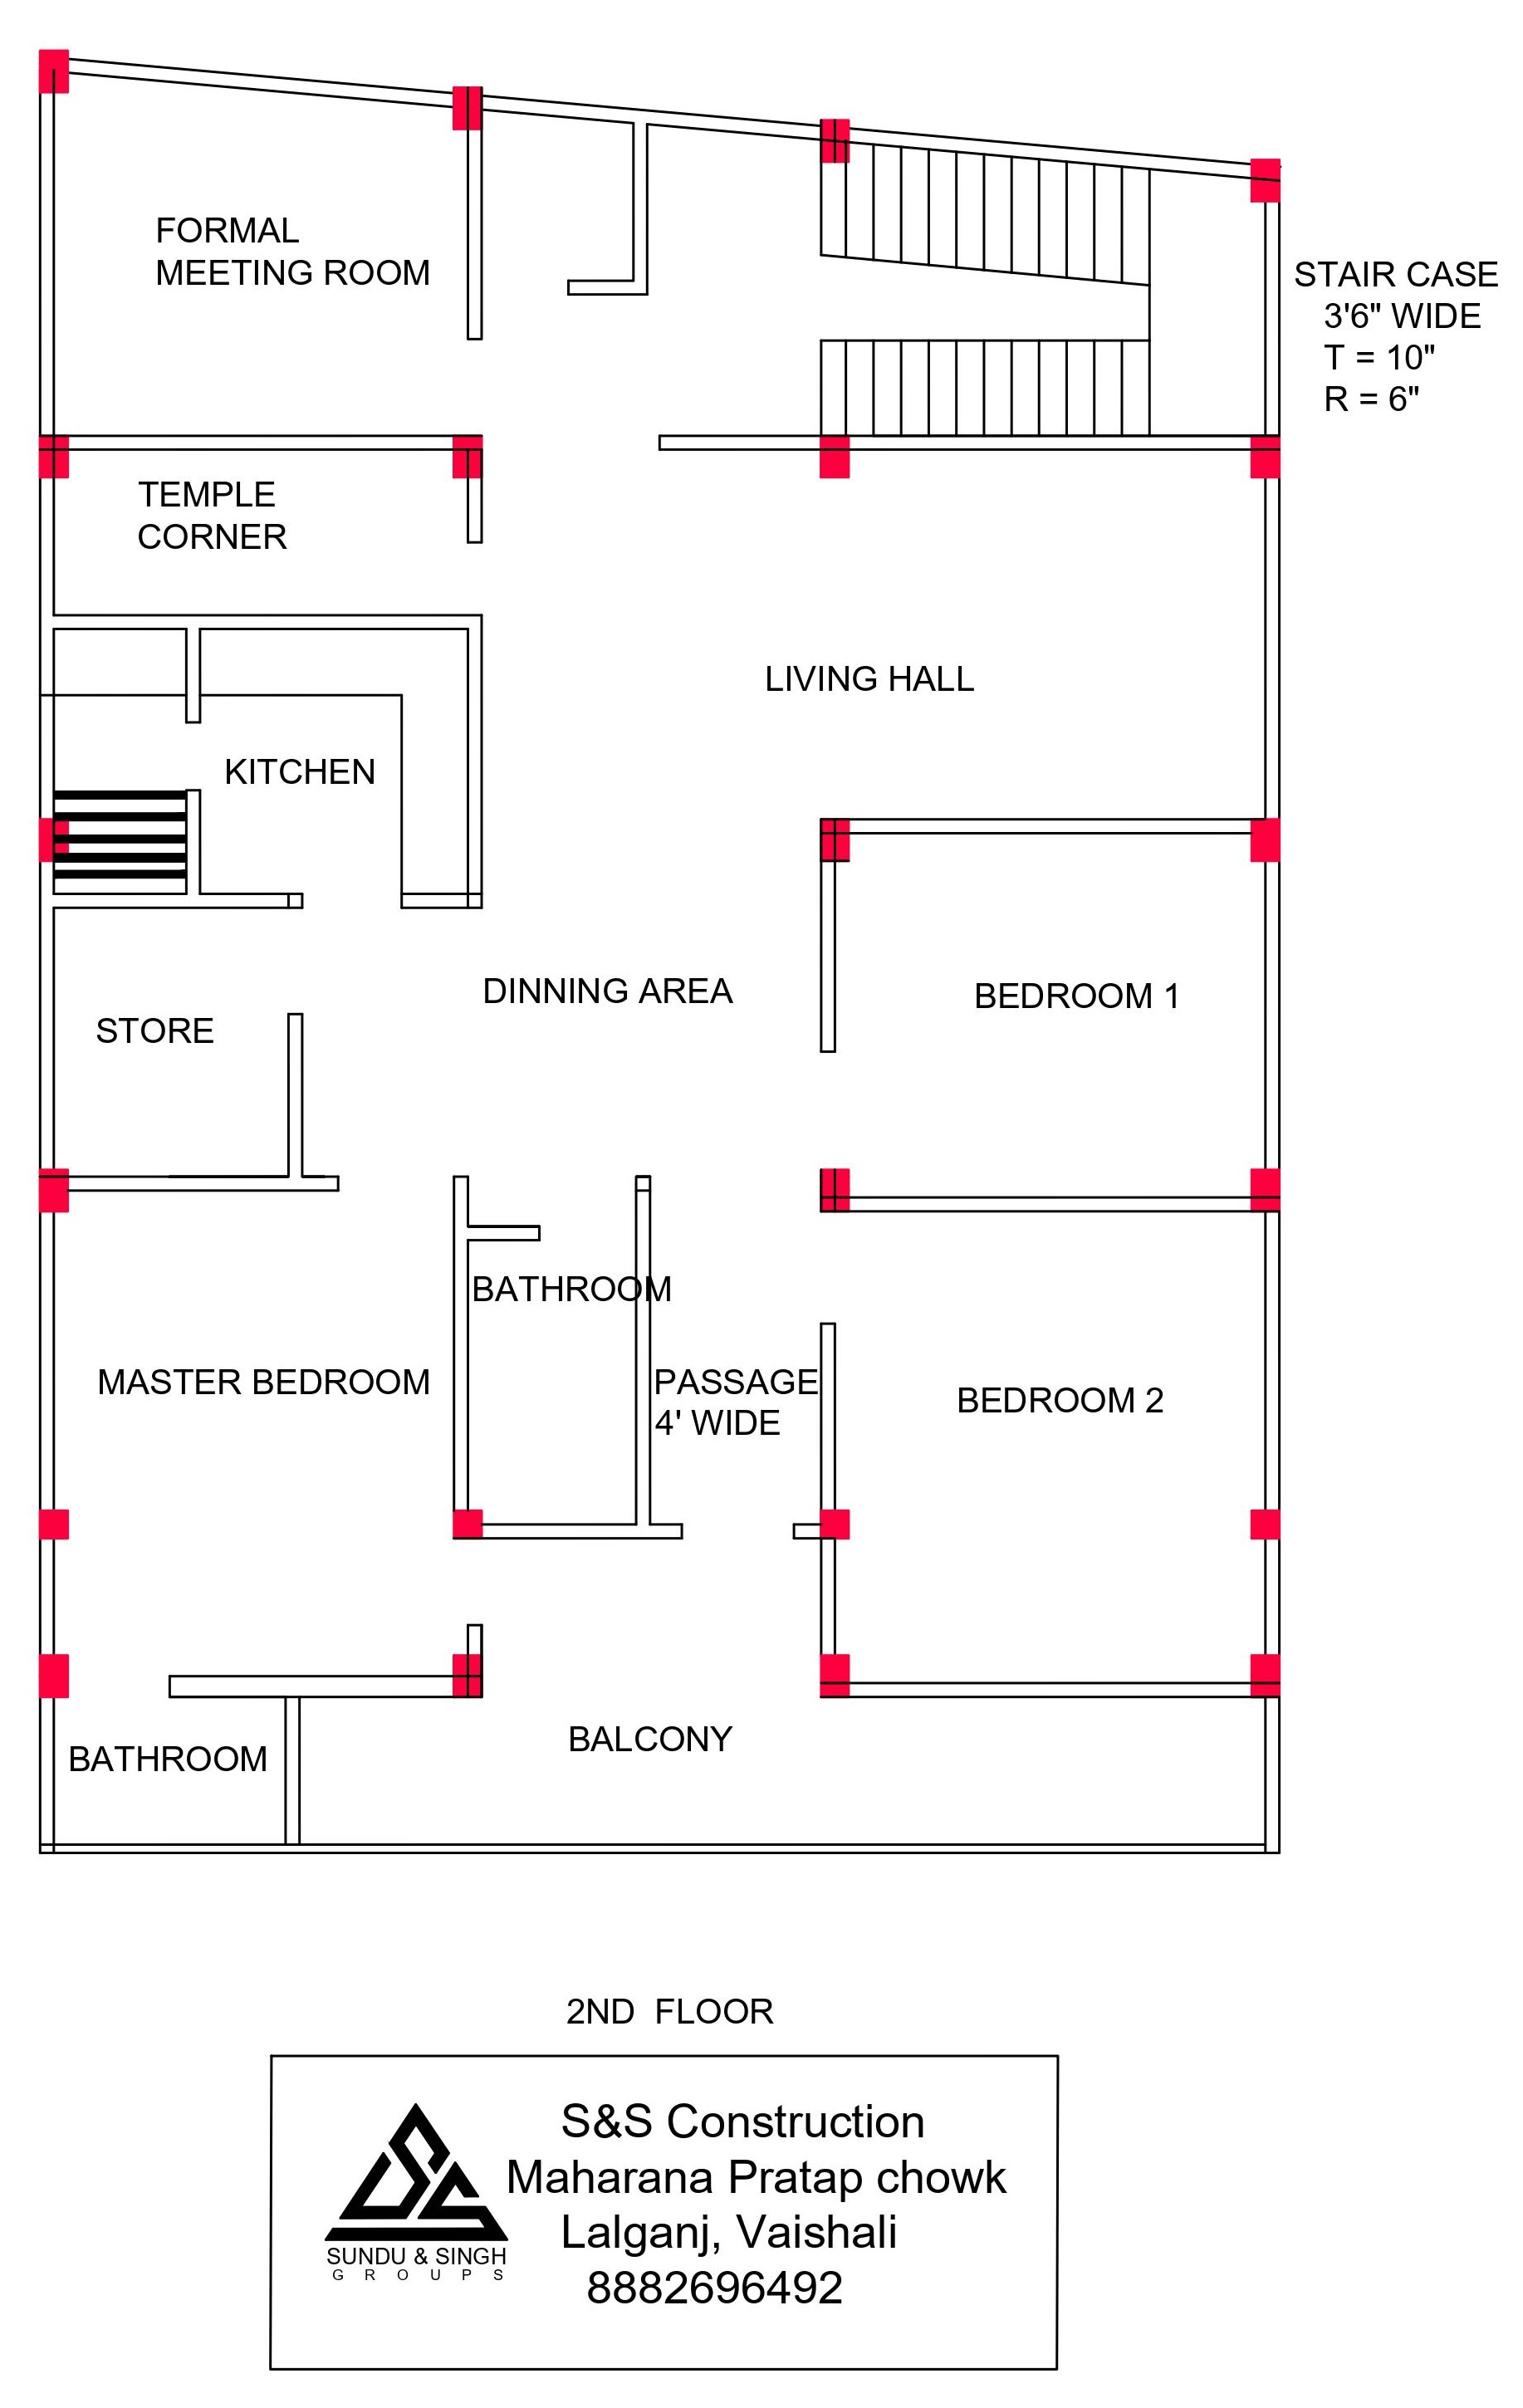 FORMAL
MEETING ROOM
STAIR CASE
3'6" WIDE
T = 10"
R = 6"
TEMPLE
CORNER
LIVING HALL
KITCHEN
DINNING AREA
BEDROOM 1
STORE
BATHROOM
MASTER BEDROOM
PASSAGE
4' WIDE
BEDROOM 2
BALCONY
BATHROOM
2ND FLOOR
S&S Construction
Maharana Pratap chowk
Lalganj, Vaishali
8882696492
SUNDU & SINGH
GROUPS